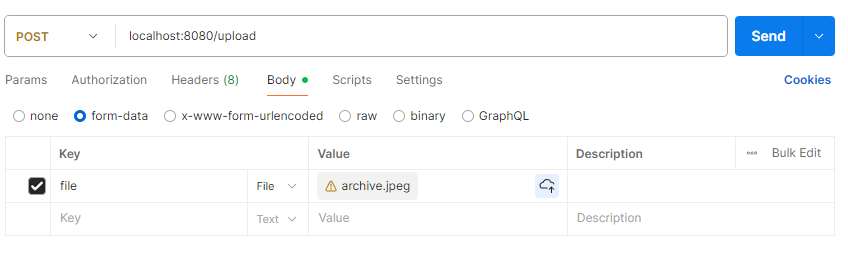 POST localhost:8080/upload Send
Params Authorization Headers (8) Body Scripts Settings Cookies
none form-data x-www-form-urlencoded raw binary GraphQL
Key Value Description ••• Bulk Edit
file File archive.jpeg
Key Text Value Description